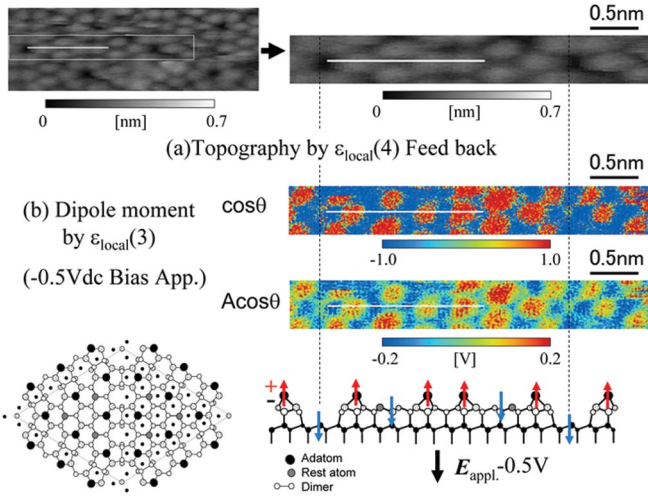 0.5nm
0 [nm] 0.7
0 [nm] 0.7
(a)Topography by εlocal(4) Feed back
0.5nm
(b) Dipole moment
by εlocal(3)
(-0.5Vdc Bias App.)
cosθ
-1.0 1.0
0.5nm
Acosθ
-0.2 [V] 0.2
+
-
Adatom
Rest atom
Dimer
Eappl.-0.5V